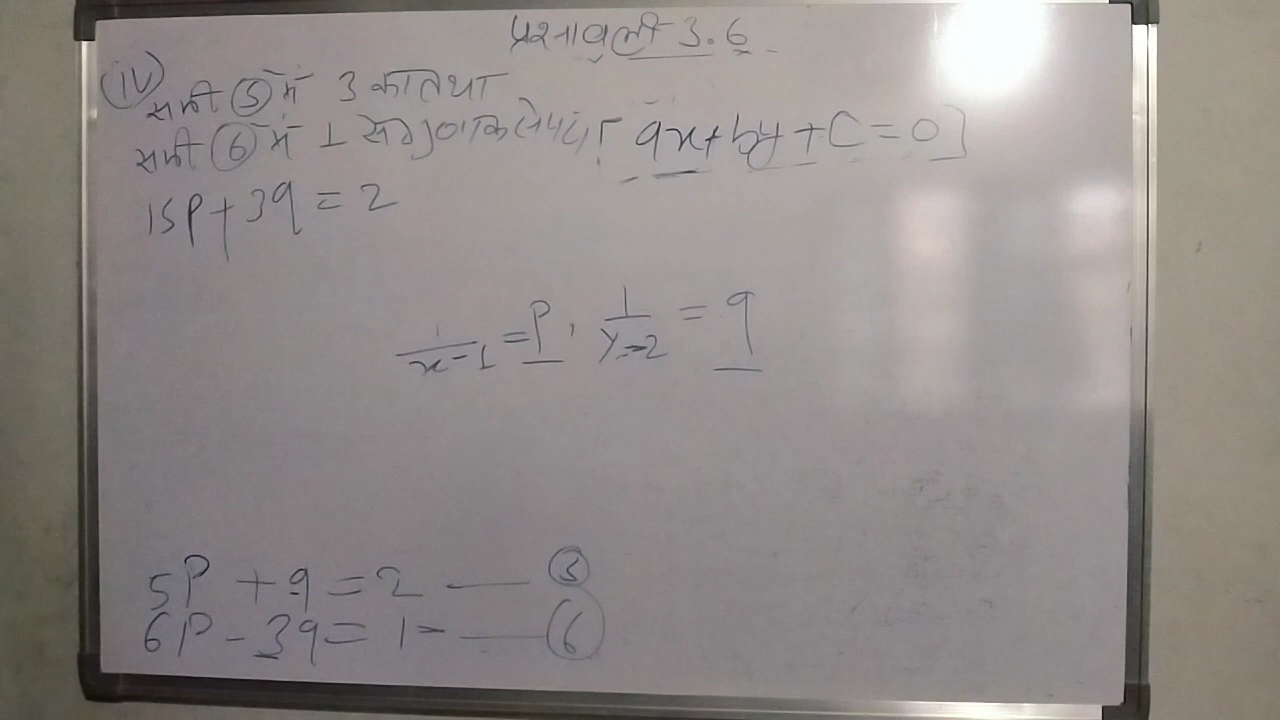 प्रश्नावली 3.6
(iv)
समी (5) में 3 का तथा
समी (6) में 1 से गुणा करने पर [ ax + by + C = 0 ]
15P + 3q = 2
1/(x-1) = P, 1/(y-2) = q
5P + q = 2 — (5)
6P - 3q = 1 — (6)